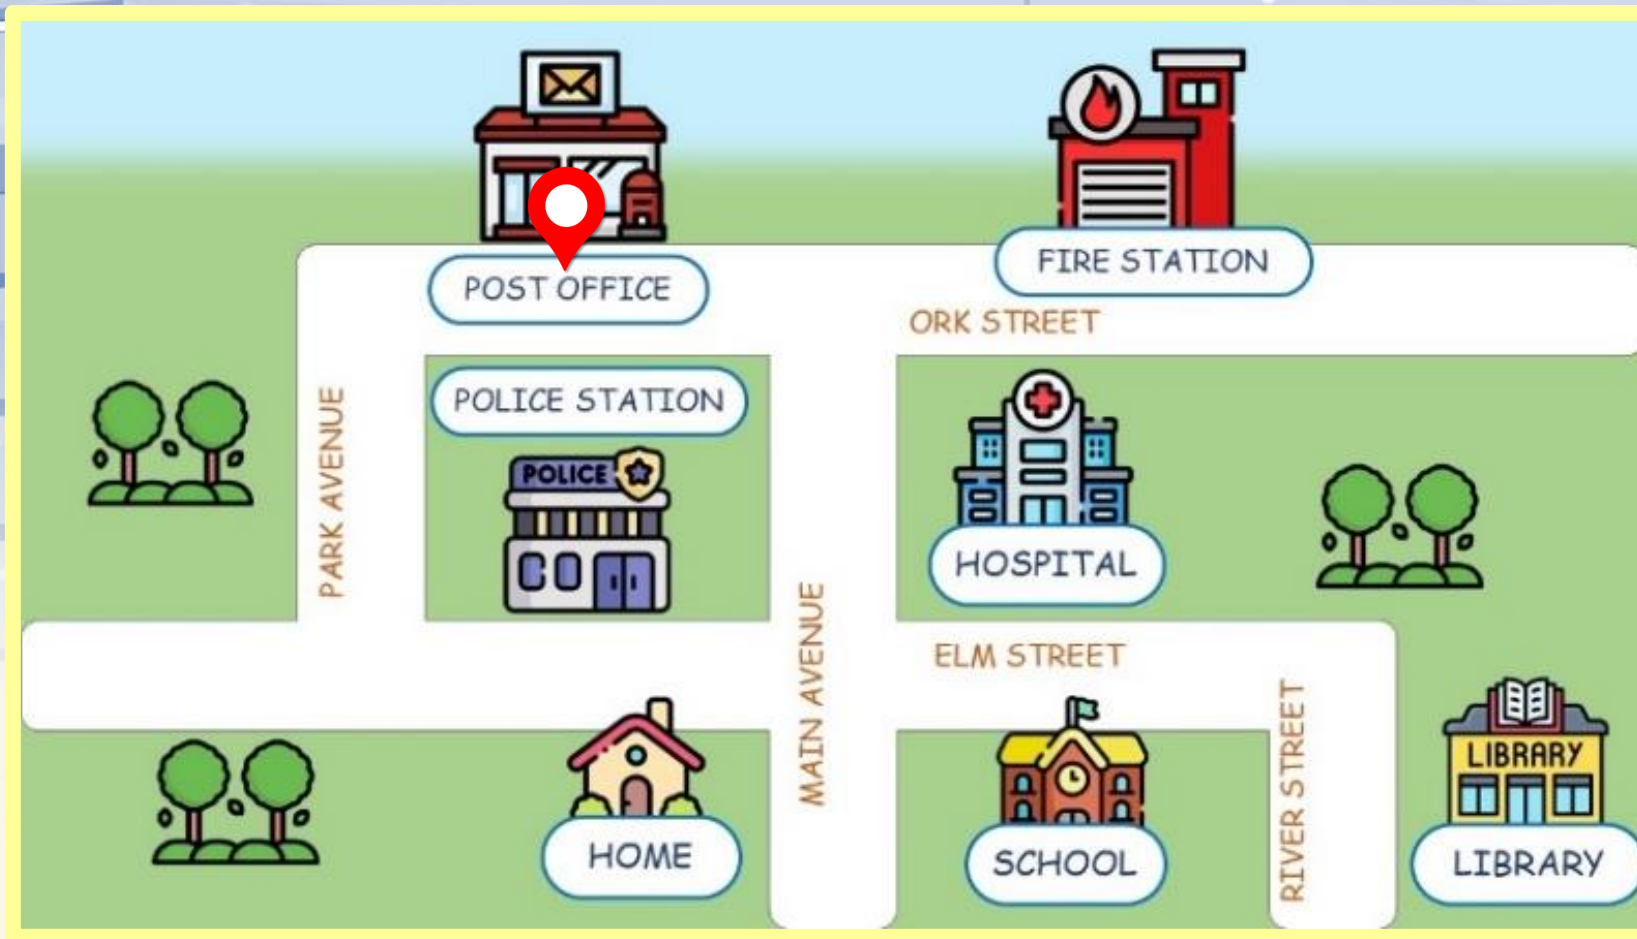 POST OFFICE
FIRE STATION
ORK STREET
PARK AVENUE
POLICE STATION
POLICE
HOSPITAL
MAIN AVENUE
ELM STREET
RIVER STREET
LIBRARY
HOME
SCHOOL
LIBRARY